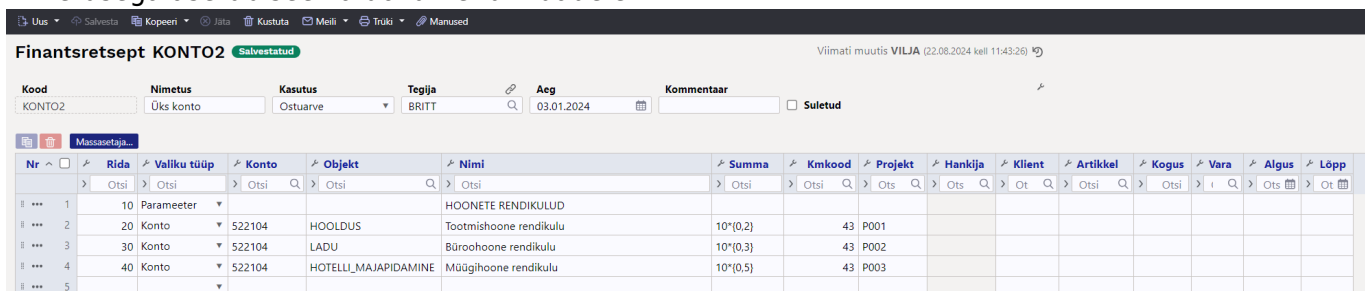 Uus Salvesta Kopeeri Jäta Kustuta Meili Trüki Manused
Finantsretsept KONTO2 Salvestatud Viimati muutis VILJA (22.08.2024 kell 11:43:26)
Kood Nimetus Kasutus Tegija Aeg Kommentaar
KONTO2 Üks konto Ostuarve BRITT 03.01.2024 Suletud
Massasetaja...
Nr Rida Valiku tüüp Konto Objekt Nimi Summa Kmkood Projekt Hankija Klient Artikkel Kogus Vara Algus Lõpp
Otsi Otsi Otsi Otsi Otsi Otsi Otsi Ots Ots Ot Otsi Otsi Ots Ot
1 10 Parameeter HOONETE RENDIKULUD
2 20 Konto 522104 HOOLDUS Tootmishoone rendikulu 10*{0,2} 43 P001
3 30 Konto 522104 LADU Büroohoone rendikulu 10*{0,3} 43 P002
4 40 Konto 522104 HOTELLI_MAJAPIDAMINE Müügihoone rendikulu 10*{0,5} 43 P003
5